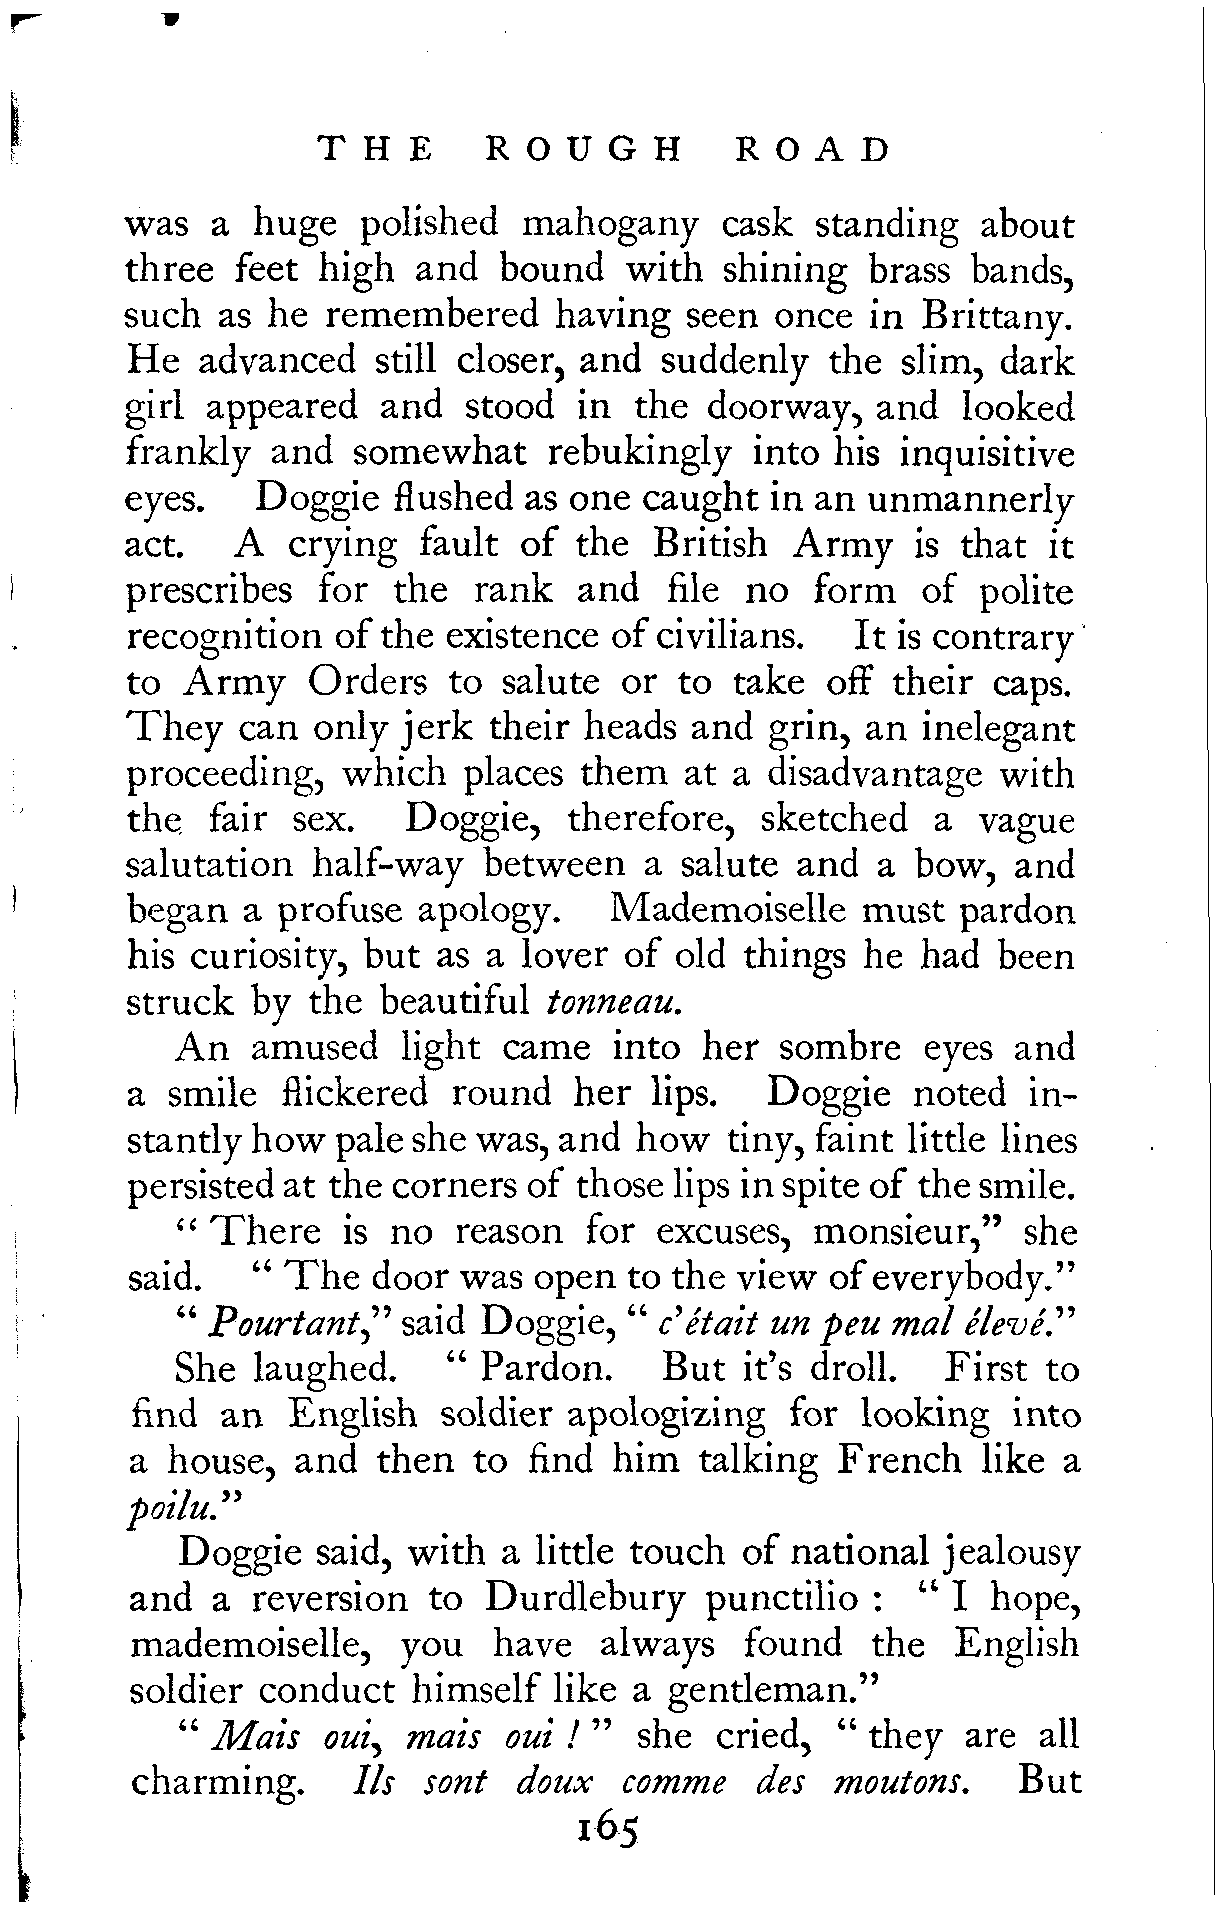 THE ROUGH ROAD
was a huge polished mahogany cask standing about
three feet high and bound with shining brass bands,
such as he remembered having seen once in Brittany.
He advanced still closer, and suddenly the slim, dark
girl appeared and stood in the doorway, and looked
frankly and somewhat rebukingly into his inquisitive
eyes. Doggie flushed as one caught in an unmannerly
act. A crying fault of the British Army is that it
prescribes for the rank and file no form of polite
recognition of the existence of civilians. It is contrary
to Army Orders to salute or to take off their caps.
They can only jerk their heads and grin, an inelegant
proceeding, which places them at a disadvantage with
the fair sex. Doggie, therefore, sketched a vague
salutation half-way between a salute and a bow, and
began a profuse apology. Mademoiselle must pardon
his curiosity, but as a lover of old things he had been
struck by the beautiful tonneau.
An amused light came into her sombre eyes and
a smile flickered round her lips. Doggie noted in-
stantly how pale she was, and how tiny, faint little lines
persisted at the corners of those lips in spite of the smile.
" There is no reason for excuses, monsieur," she
said. " The door was open to the view of everybody."
" Pourtant," said Doggie, " c'était un peu mal élevé."
She laughed. " Pardon. But it's droll. First to
find an English soldier apologizing for looking into
a house, and then to find him talking French like a
poilu."
Doggie said, with a little touch of national jealousy
and a reversion to Durdlebury punctilio : " I hope,
mademoiselle, you have always found the English
soldier conduct himself like a gentleman."
" Mais oui, mais oui ! " she cried, " they are all
charming. Ils sont doux comme des moutons. But
165